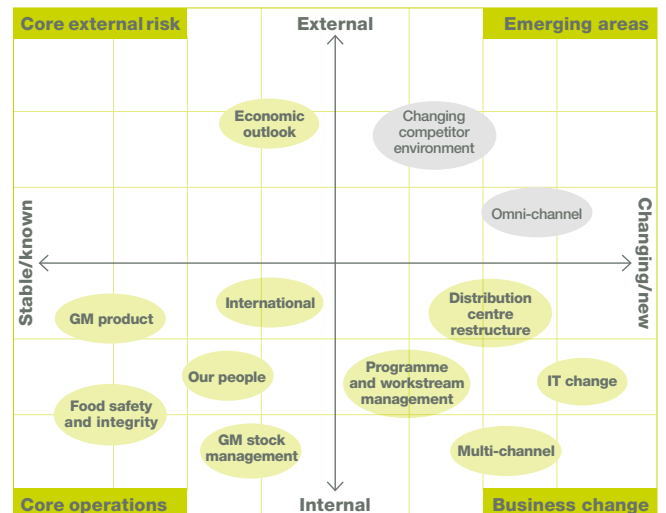 Core external risk
External
Emerging areas
Economic
outlook
Changing
competitor
environment
Omni-channel
Stable/known
Changing/new
International
Distribution
centre
restructure
GM product
Our people
Programme
and workstream
management
IT change
Food safety
and integrity
GM stock
management
Multi-channel
Core operations
Internal
Business change